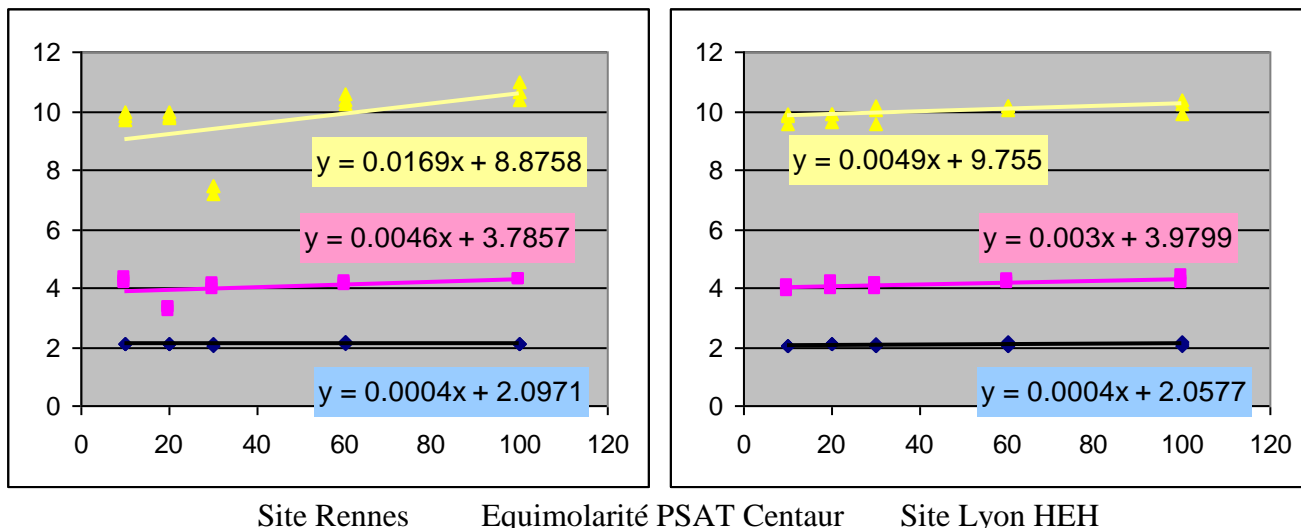 12
10
8
6
4
2
0
y = 0.0169x + 8.8758
y = 0.0046x + 3.7857
y = 0.0004x + 2.0971
0 20 40 60 80 100 120
12
10
8
6
4
2
0
y = 0.0049x + 9.755
y = 0.003x + 3.9799
y = 0.0004x + 2.0577
0 20 40 60 80 100 120
Site Rennes Equimolarité PSAT Centaur Site Lyon HEH